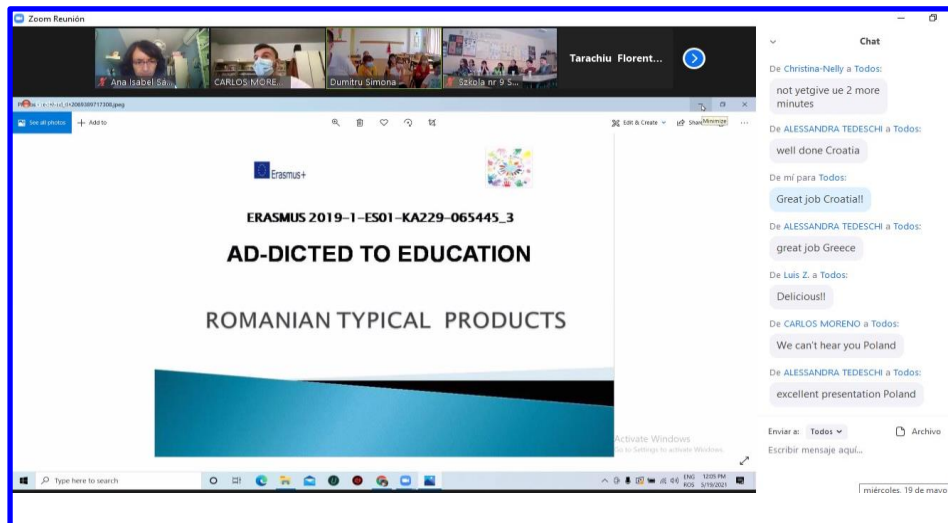 Zoom Reunión
Ana Isabel Sá...
CARLOS MORE...
Dumitru Simona
Szkola nr 9 S...
Tarachiu Florent...
See all photos
Add to
Edit & Create
Minimize
Erasmus+
ERASMUS 2019-1-ES01-KA229-065445_3
AD-DICTED TO EDUCATION
ROMANIAN TYPICAL PRODUCTS
Activate Windows
Go to Settings to activate Windows.
Type here to search
ENG
ROS
12:05 PM
5/19/2021
Chat
De Christina-Nelly a Todos:
not yetgive ue 2 more
minutes
De ALESSANDRA TEDESCHI a Todos:
well done Croatia
De mí para Todos:
Great job Croatia!!
De ALESSANDRA TEDESCHI a Todos:
great job Greece
De Luis Z. a Todos:
Delicious!!
De CARLOS MORENO a Todos:
We can't hear you Poland
De ALESSANDRA TEDESCHI a Todos:
excellent presentation Poland
Enviar a: Todos
Archivo
Escribir mensaje aquí...
miércoles, 19 de mayo